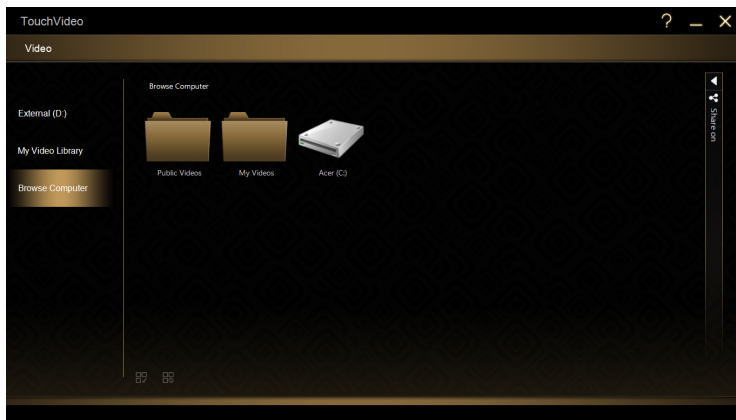 TouchVideo
?
Video
Browse Computer
Share on
External (D:)
My Video Library
Browse Computer
Public Videos
My Videos
Acer (C:)